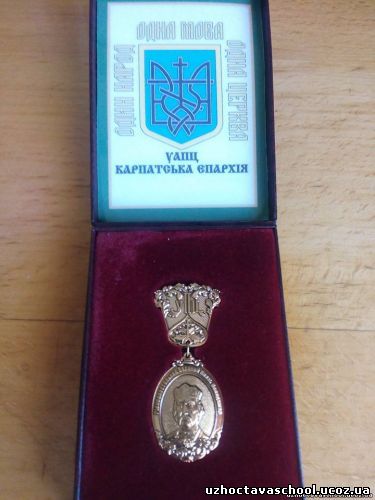 ОДИН НАРОД
ОДНА МОВА
ОДНА ЦЕРКВА
УАПЦ
КАРПАТСЬКА ЄПАРХІЯ
uzhoctavaschool.ucoz.ua